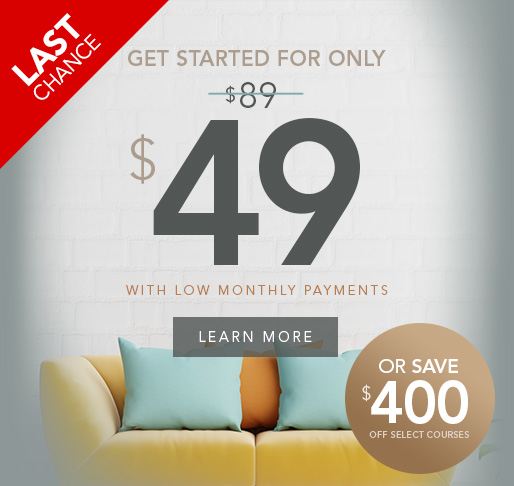 LAST
CHANCE
GET STARTED FOR ONLY
$89
$49
WITH LOW MONTHLY PAYMENTS
LEARN MORE
OR SAVE
$400
OFF SELECT COURSES